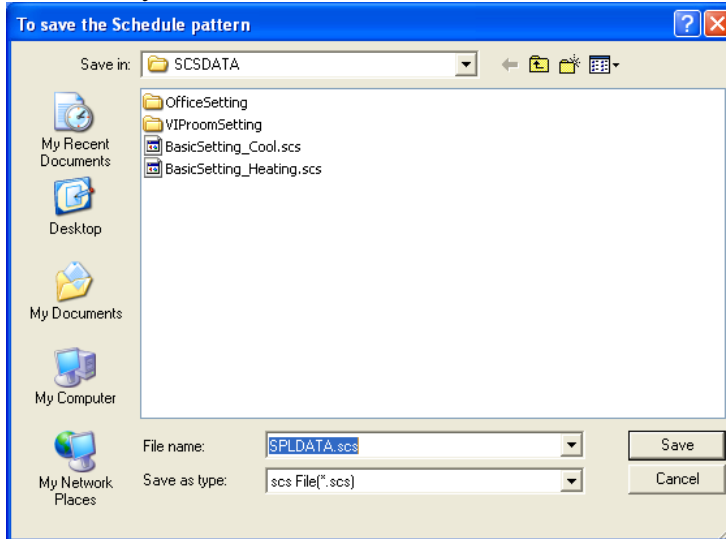 To save the Schedule pattern
Save in:
SCSDATA
OfficeSetting
VIProomSetting
BasicSetting_Cool.scs
BasicSetting_Heating.scs
My Recent
Documents
Desktop
My Documents
My Computer
My Network
Places
File name:
SPLDATA.scs
Save
Save as type:
scs File(*.scs)
Cancel